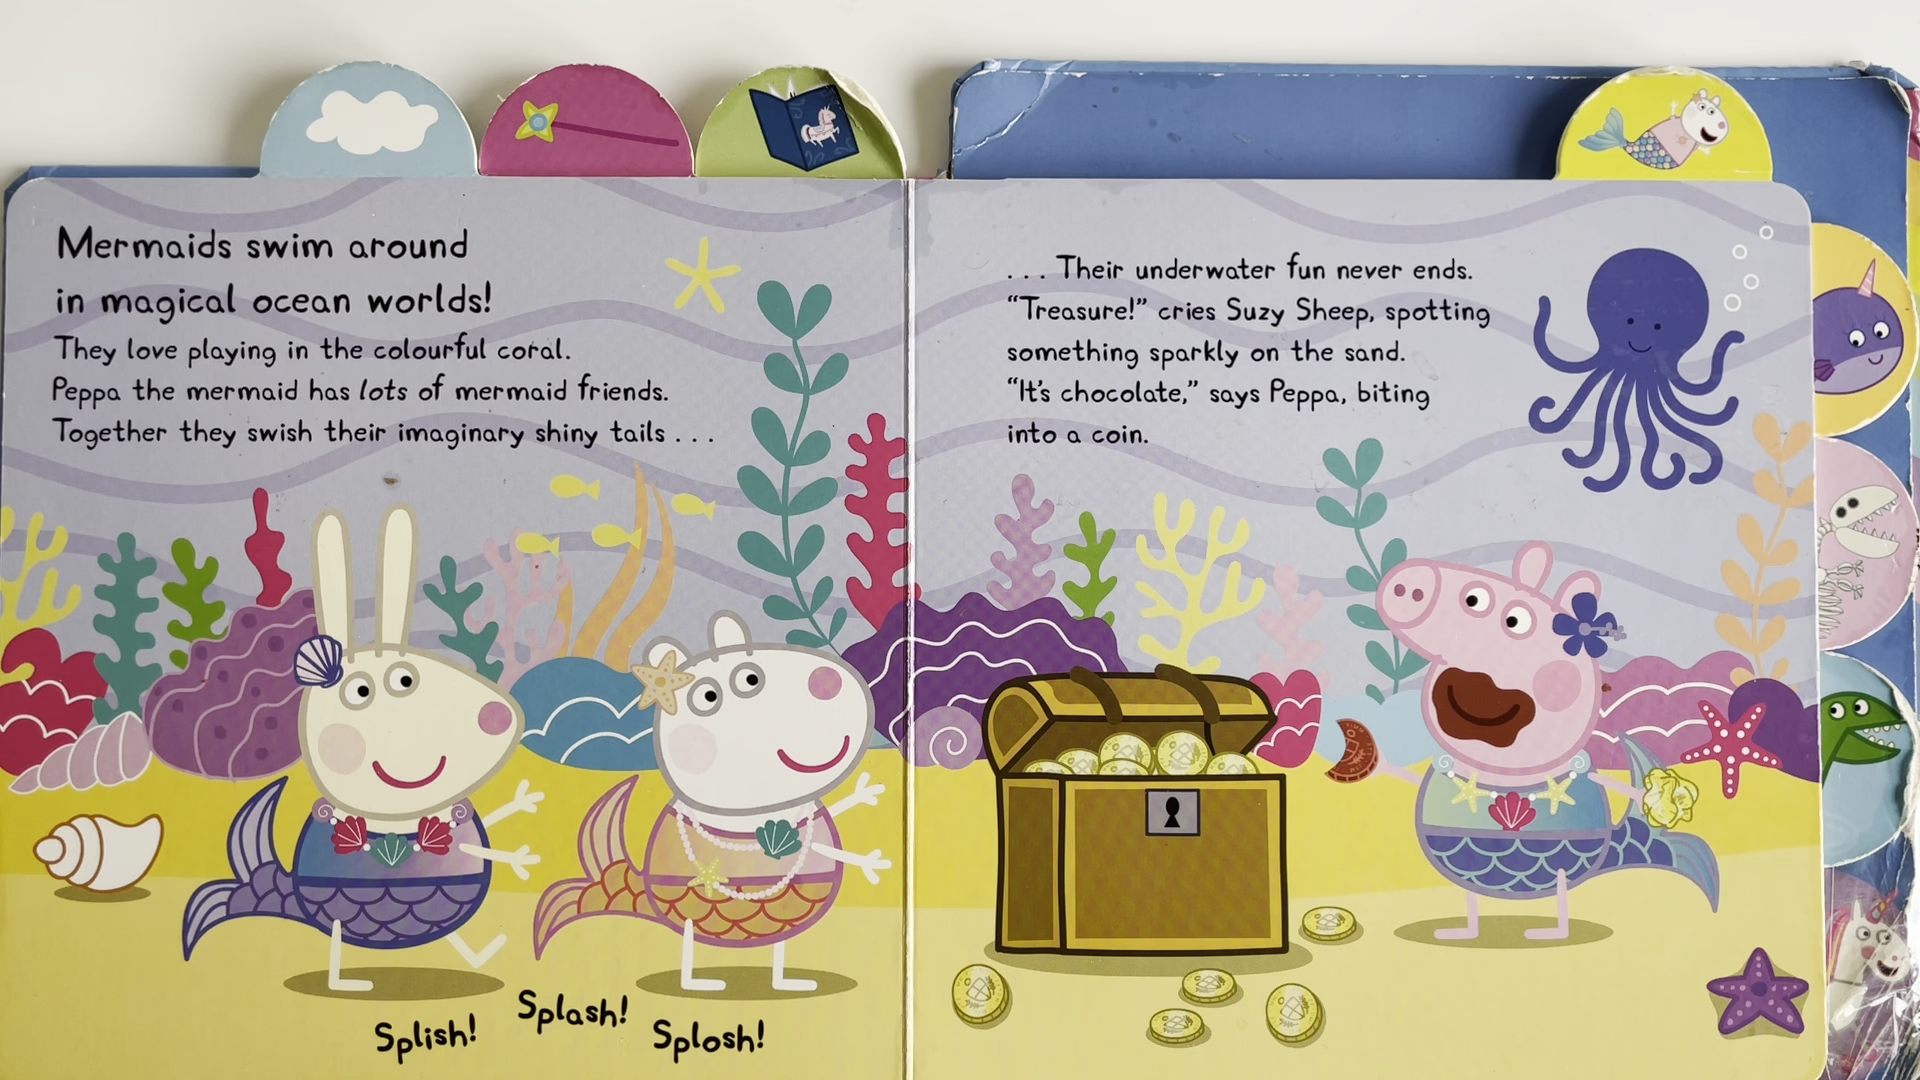 Mermaids swim around
in magical ocean worlds!
They love playing in the colourful coral.
Peppa the mermaid has lots of mermaid friends.
Together they swish their imaginary shiny tails . . .
Splish!
Splash!
Splosh!
. . . Their underwater fun never ends.
“Treasure!” cries Suzy Sheep, spotting
something sparkly on the sand.
“It’s chocolate,” says Peppa, biting
into a coin.